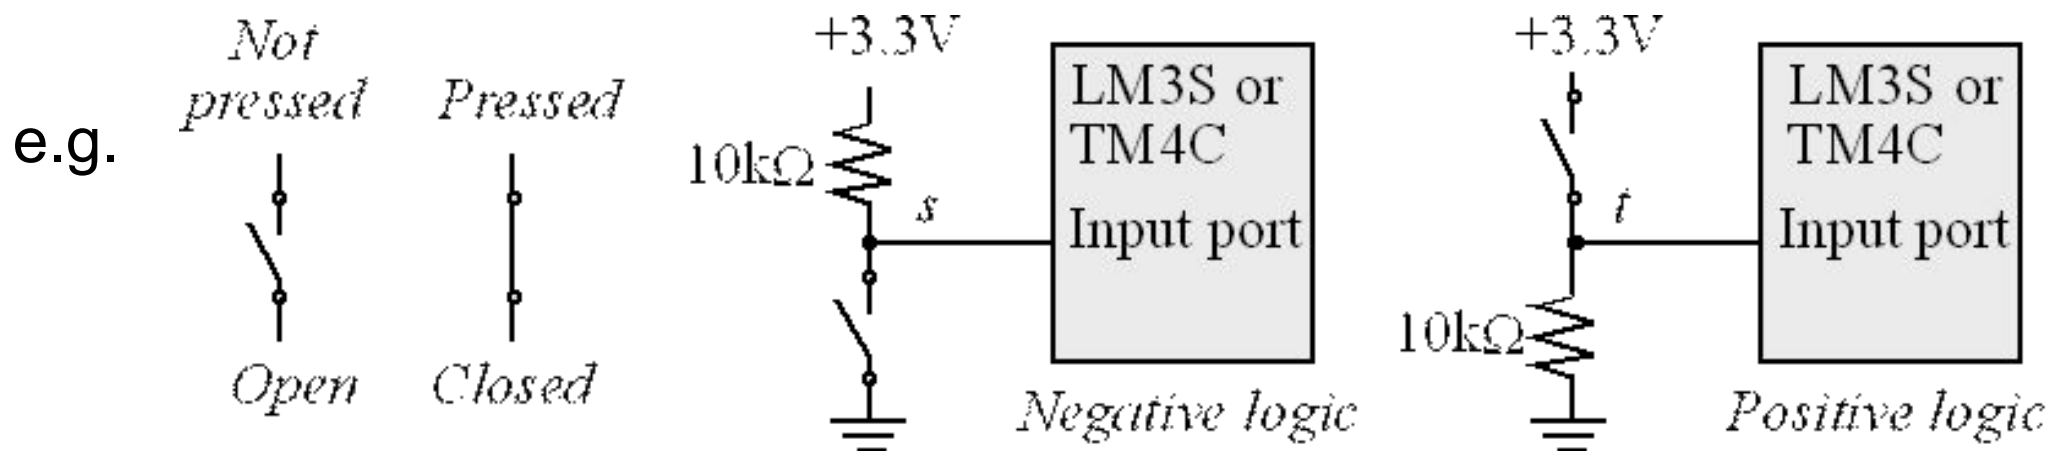 e.g.
Not
pressed
Open
Pressed
Closed
+3.3V
10kΩ
s
LM3S or
TM4C
Input port
Negative logic
+3.3V
t
10kΩ
LM3S or
TM4C
Input port
Positive logic